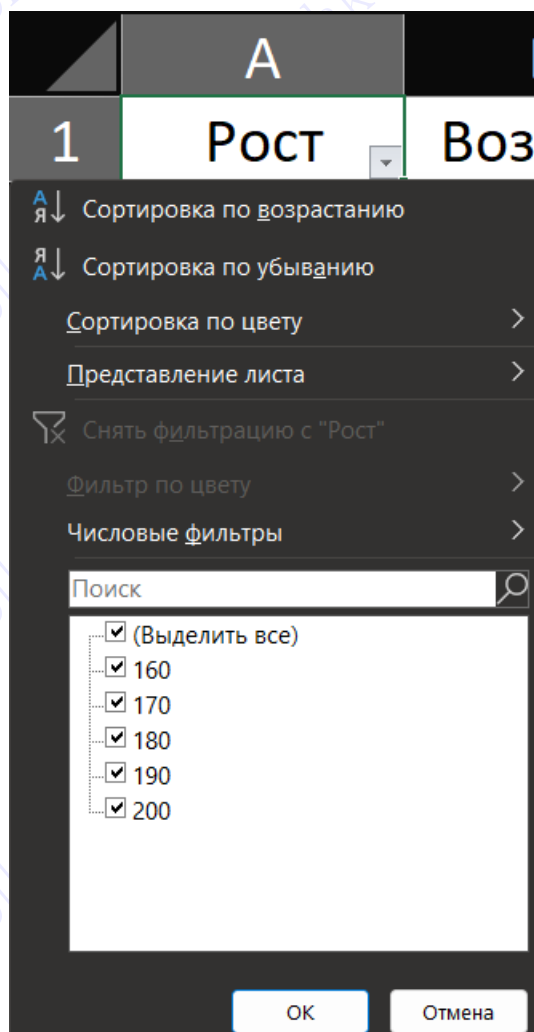 A
1 Рост Воз
Сортировка по возрастанию
Сортировка по убыванию
Сортировка по цвету
Представление листа
Снять фильтрацию с "Рост"
Фильтр по цвету
Числовые фильтры
Поиск
(Выделить все)
160
170
180
190
200
ОК Отмена